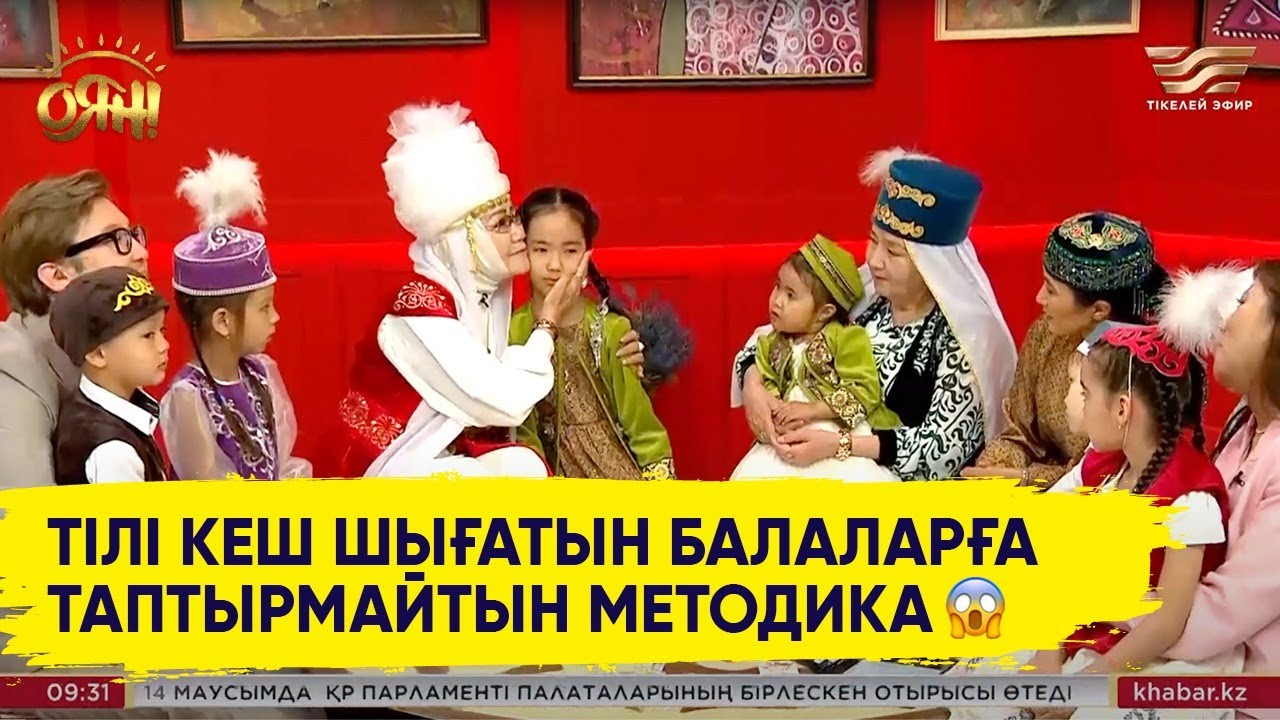 ОЯН!
ТІКЕЛЕЙ ЭФИР
ТІЛІ КЕШ ШЫҒАТЫН БАЛАЛАРҒА
ТАПТЫРМАЙТЫН МЕТОДИКА
09:31 14 МАУСЫМДА ҚР ПАРЛАМЕНТІ ПАЛАТАЛАРЫНЫҢ БІРЛЕСКЕН ОТЫРЫСЫ ӨТЕДІ khabar.kz